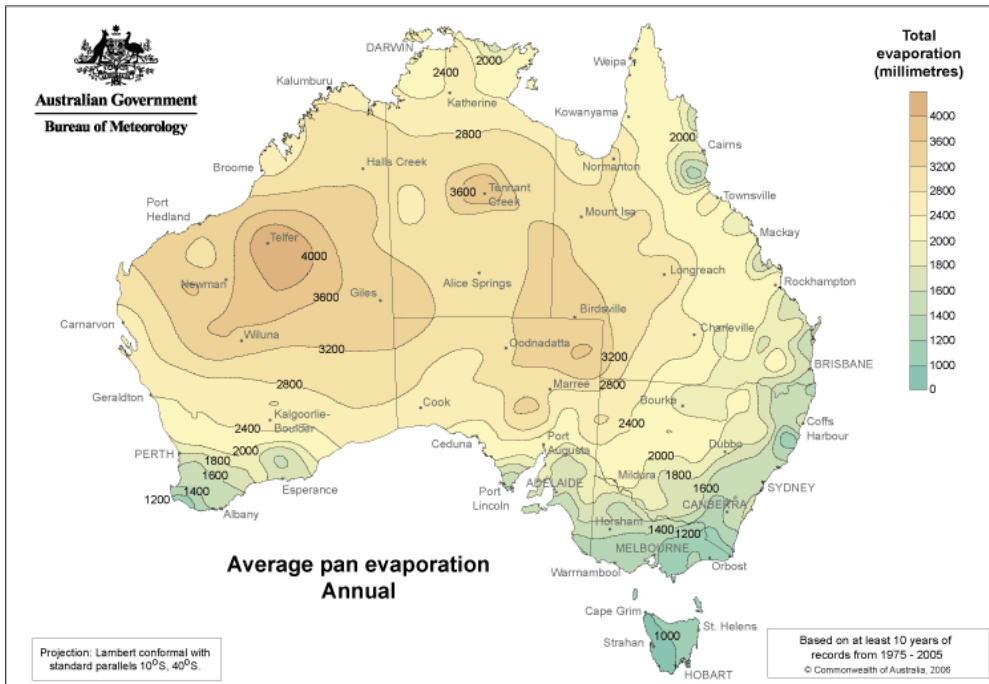 Australian Government
Bureau of Meteorology
Total
evaporation
(millimetres)
4000
3600
3200
2800
2400
2000
1800
1600
1400
1200
1000
0
DARWIN
2400
2000
Katherine
Kalumburu
Weipa
Kowanyama
2800
2000
Cairns
Broome
Halls Creek
3600
Tennant
Creek
Normanton
Townsville
Port
Hedland
Mount Isa
Mackay
Telfer
4000
Newman
3600
Giles
Alice Springs
Longreach
Rockhampton
Carnarvon
Wiluna
3200
Birdsville
Oodnadatta
3200
Charleville
BRISBANE
Geraldton
2800
Marree
2800
Bourke
Kalgoorlie-
Boulder
Cook
2400
2400
Coffs
Harbour
PERTH
2000
1800
1600
1400
1200
Ceduna
Port
Augusta
Dubbo
2000
Mildura
1800
1600
SYDNEY
Esperance
Albany
Port
Lincoln
ADELAIDE
CANBERRA
Horsham
1400
1200
MELBOURNE
Warrnambool
Orbost
Average pan evaporation
Annual
Cape Grim
St. Helens
Strahan
1000
HOBART
Projection: Lambert conformal with
standard parallels 10°S, 40°S.
Based on at least 10 years of
records from 1975 - 2005
© Commonwealth of Australia, 2006